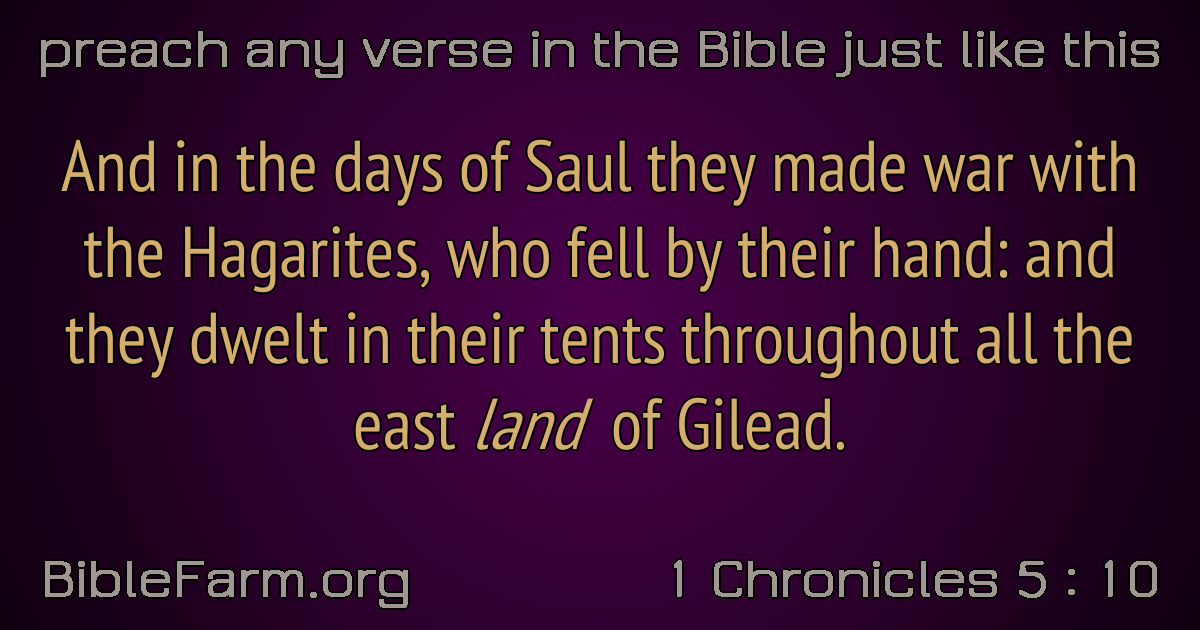 preach any verse in the Bible just like this
And in the days of Saul they made war with
the Hagarites, who fell by their hand: and
they dwelt in their tents throughout all the
east land of Gilead.
BibleFarm.org
1 Chronicles 5 : 10